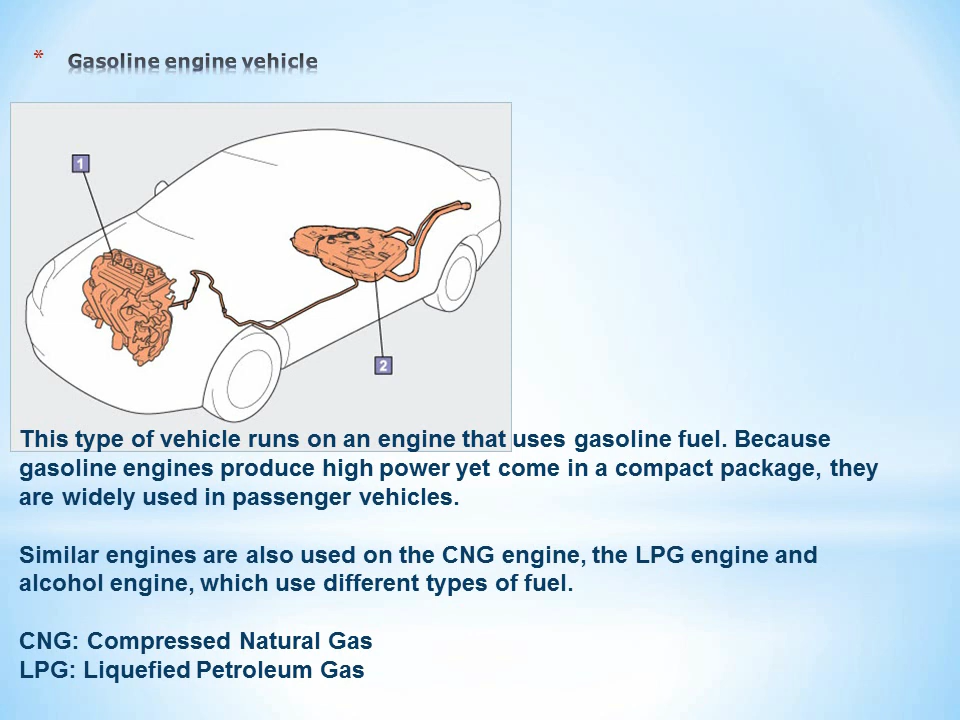 * Gasoline engine vehicle
1
2
This type of vehicle runs on an engine that uses gasoline fuel. Because
gasoline engines produce high power yet come in a compact package, they
are widely used in passenger vehicles.
Similar engines are also used on the CNG engine, the LPG engine and
alcohol engine, which use different types of fuel.
CNG: Compressed Natural Gas
LPG: Liquefied Petroleum Gas